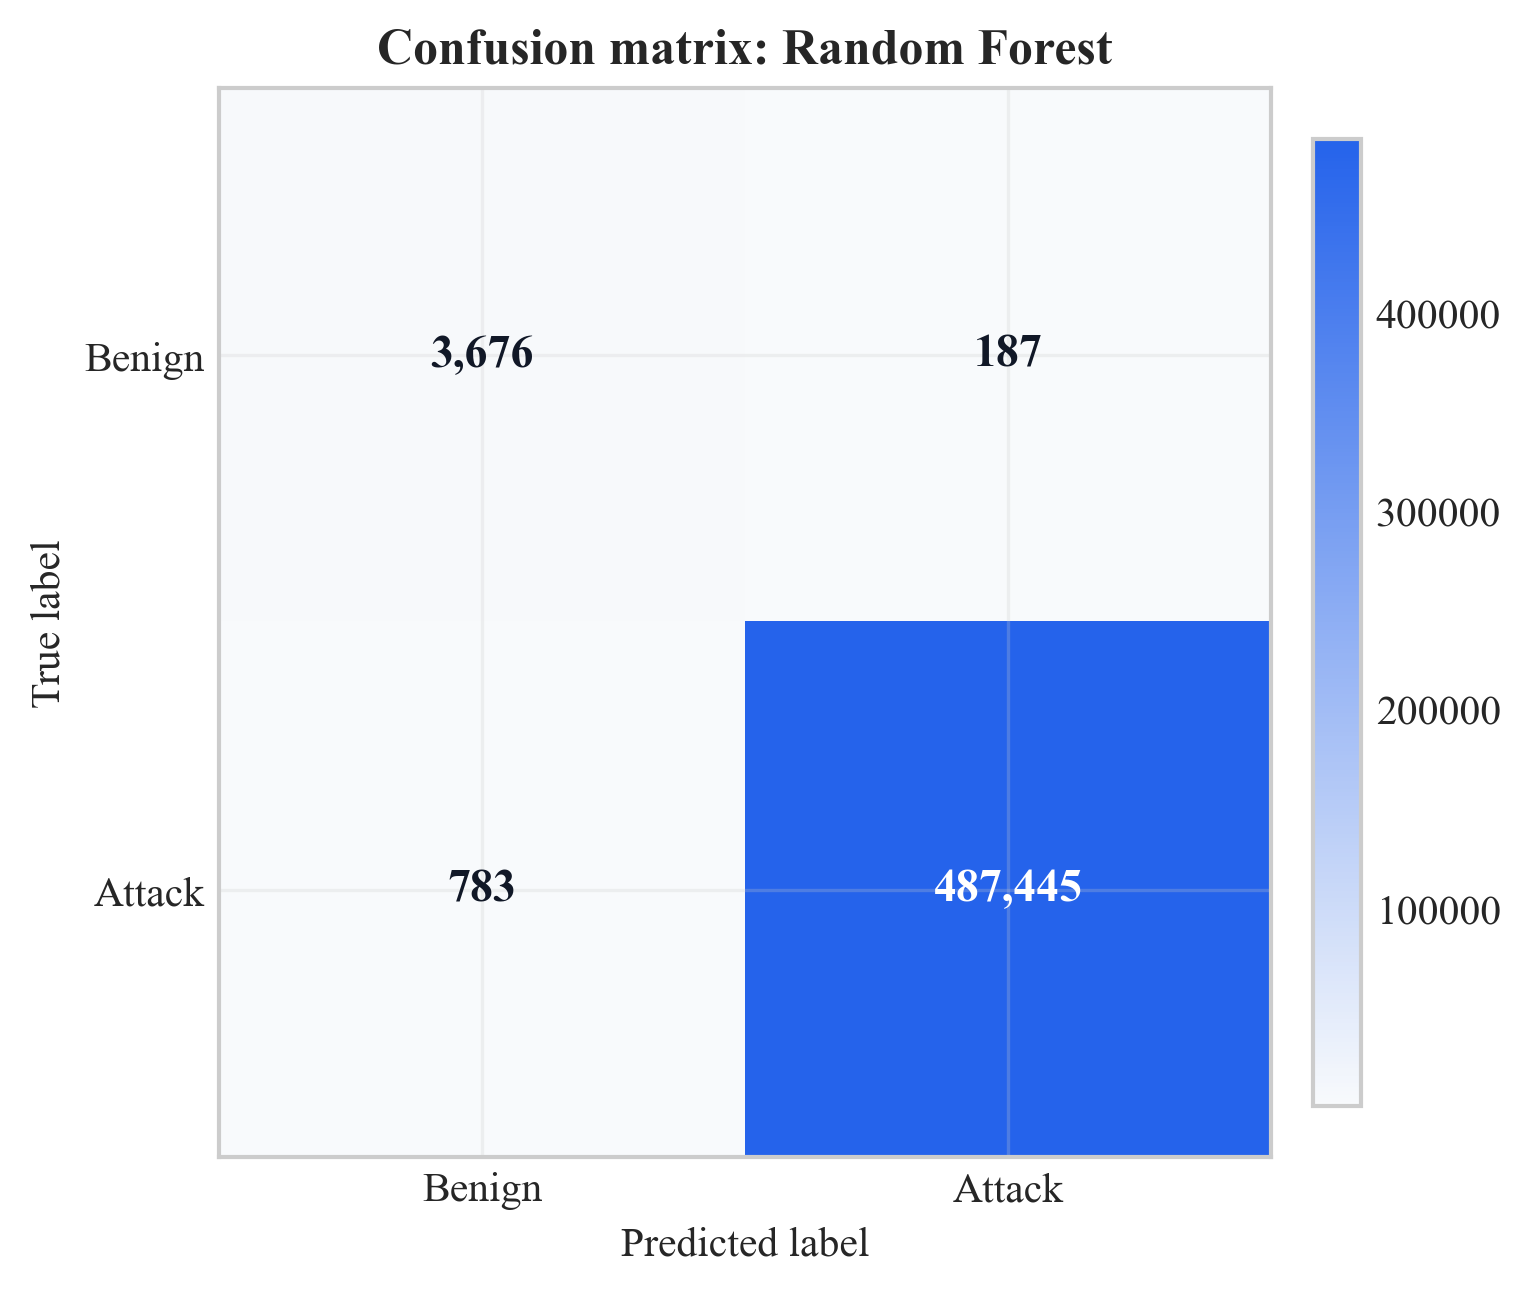 Confusion matrix: Random Forest
Benign
3,676
187
400000
300000
True label
200000
Attack
783
487,445
100000
Benign
Attack
Predicted label